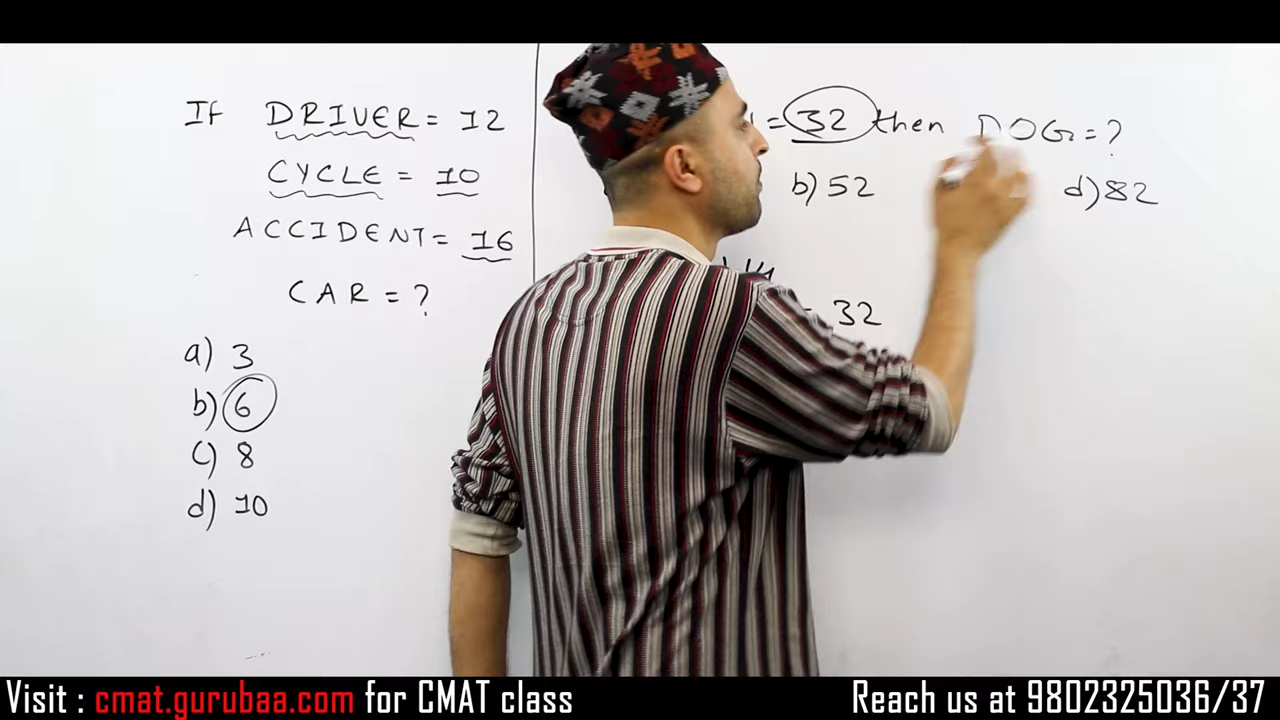 If DRIVER = 12
CYCLE = 10
ACCIDENT = 16
CAR = ?
a) 3
b) 6
c) 8
d) 10
= 32 then DOG = ?
b) 52
d) 82
32
Visit : cmat.gurubaa.com for CMAT class
Reach us at 9802325036/37